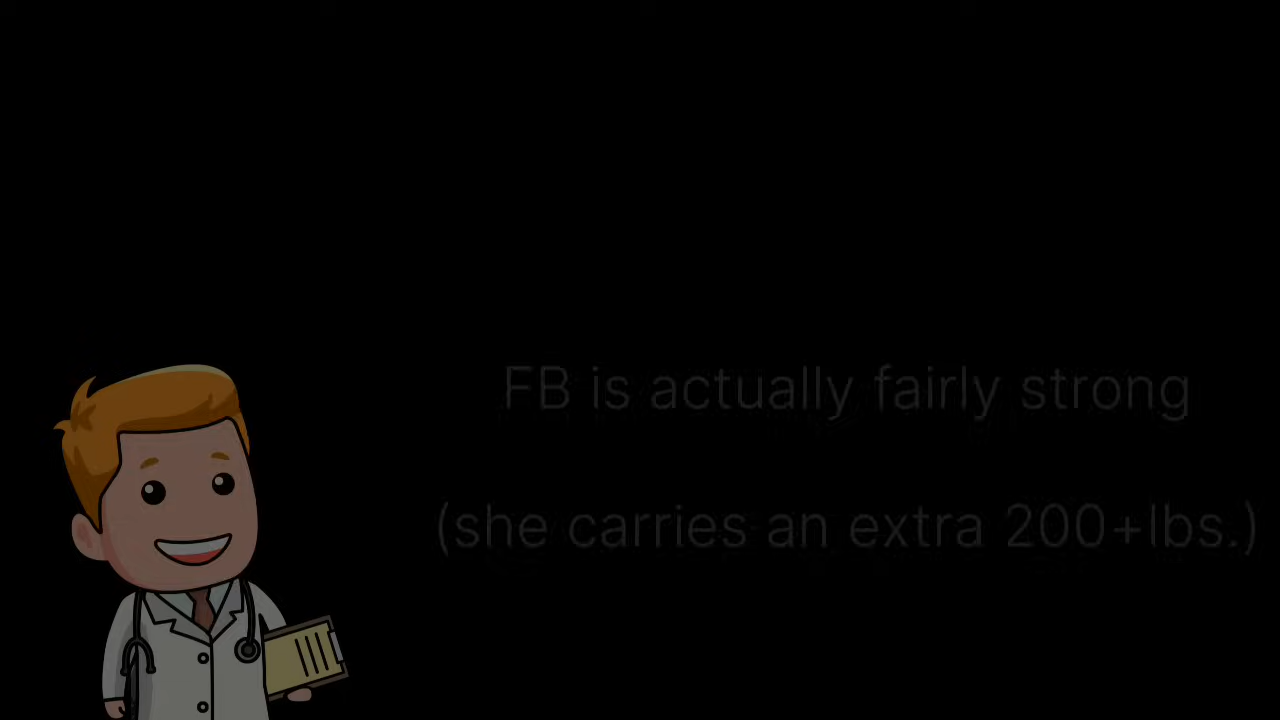 FB is actually fairly strong
(she carries an extra 200+lbs.)